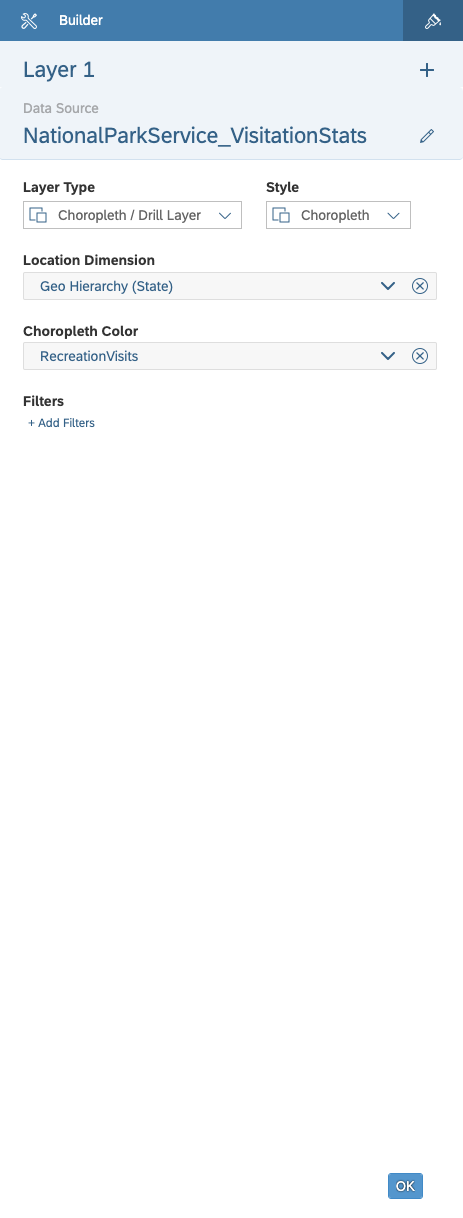 Builder
Layer 1
Data Source
NationalParkService_VisitationStats
Layer Type Style
Choropleth / Drill Layer Choropleth
Location Dimension
Geo Hierarchy (State)
Choropleth Color
RecreationVisits
Filters
+ Add Filters
OK